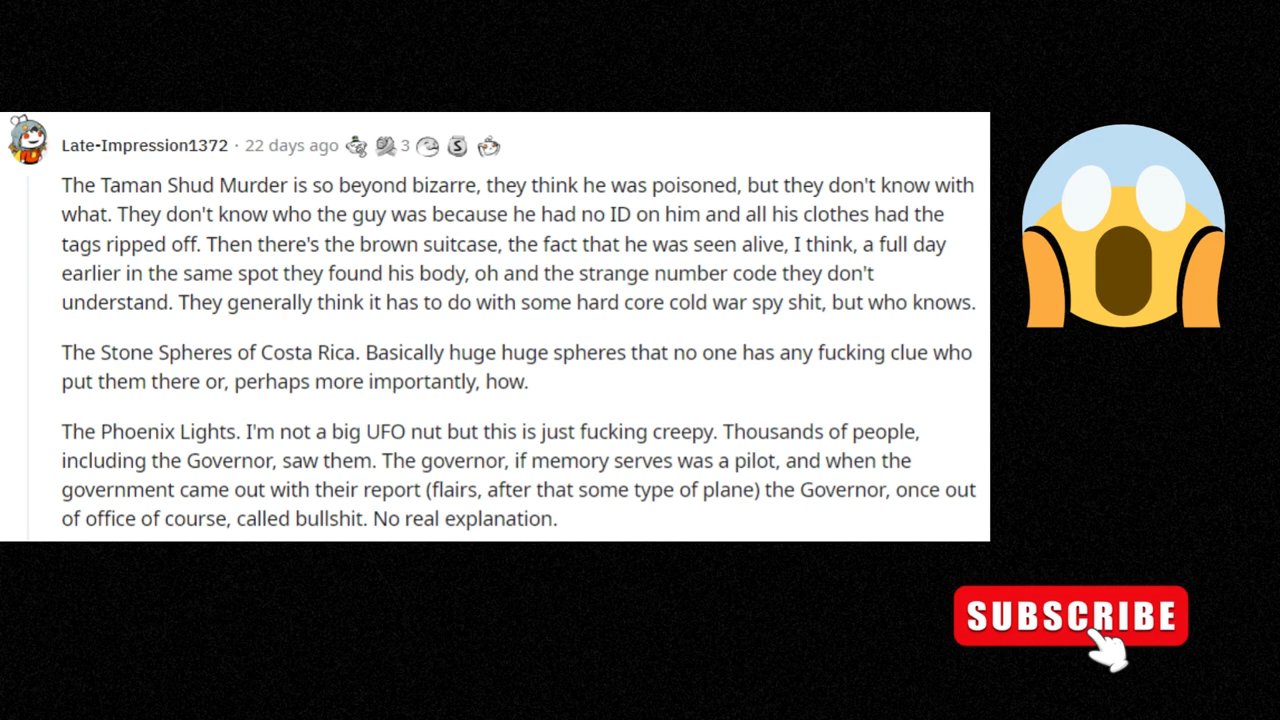 Late-Impression1372 · 22 days ago 3 S
The Taman Shud Murder is so beyond bizarre, they think he was poisoned, but they don't know with
what. They don't know who the guy was because he had no ID on him and all his clothes had the
tags ripped off. Then there's the brown suitcase, the fact that he was seen alive, I think, a full day
earlier in the same spot they found his body, oh and the strange number code they don't
understand. They generally think it has to do with some hard core cold war spy shit, but who knows.
The Stone Spheres of Costa Rica. Basically huge huge spheres that no one has any fucking clue who
put them there or, perhaps more importantly, how.
The Phoenix Lights. I'm not a big UFO nut but this is just fucking creepy. Thousands of people,
including the Governor, saw them. The governor, if memory serves was a pilot, and when the
government came out with their report (flairs, after that some type of plane) the Governor, once out
of office of course, called bullshit. No real explanation.
SUBSCRIBE